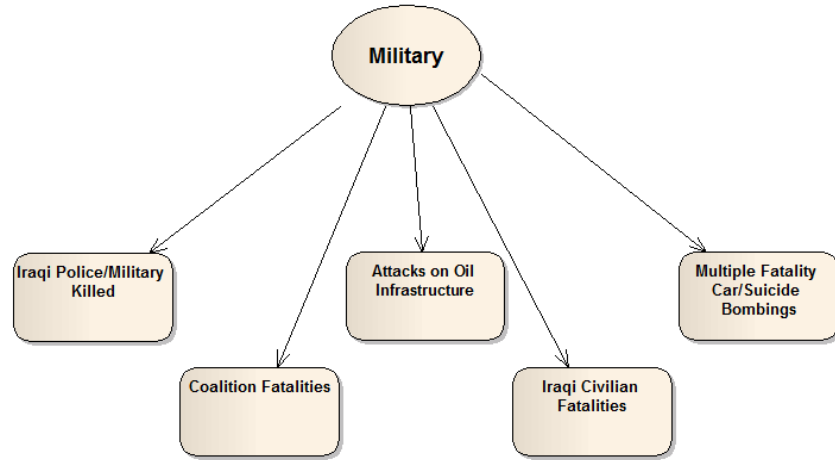 Military
Iraqi Police/Military
Killed
Attacks on Oil
Infrastructure
Multiple Fatality
Car/Suicide
Bombings
Coalition Fatalities
Iraqi Civilian
Fatalities